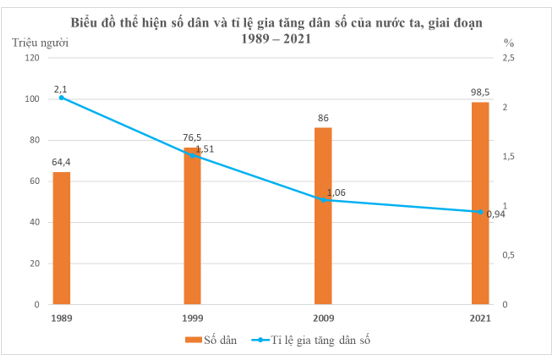 Biểu đồ thể hiện số dân và tỉ lệ gia tăng dân số của nước ta, giai đoạn
1989 – 2021
Triệu người %
120 2,5
2,1
98,5
100 2
86
76,5
80 1,51 1,5
64,4
60
1,06 1
0,94
40
0,5
20
0 0
1989 1999 2009 2021
Số dân Tỉ lệ gia tăng dân số